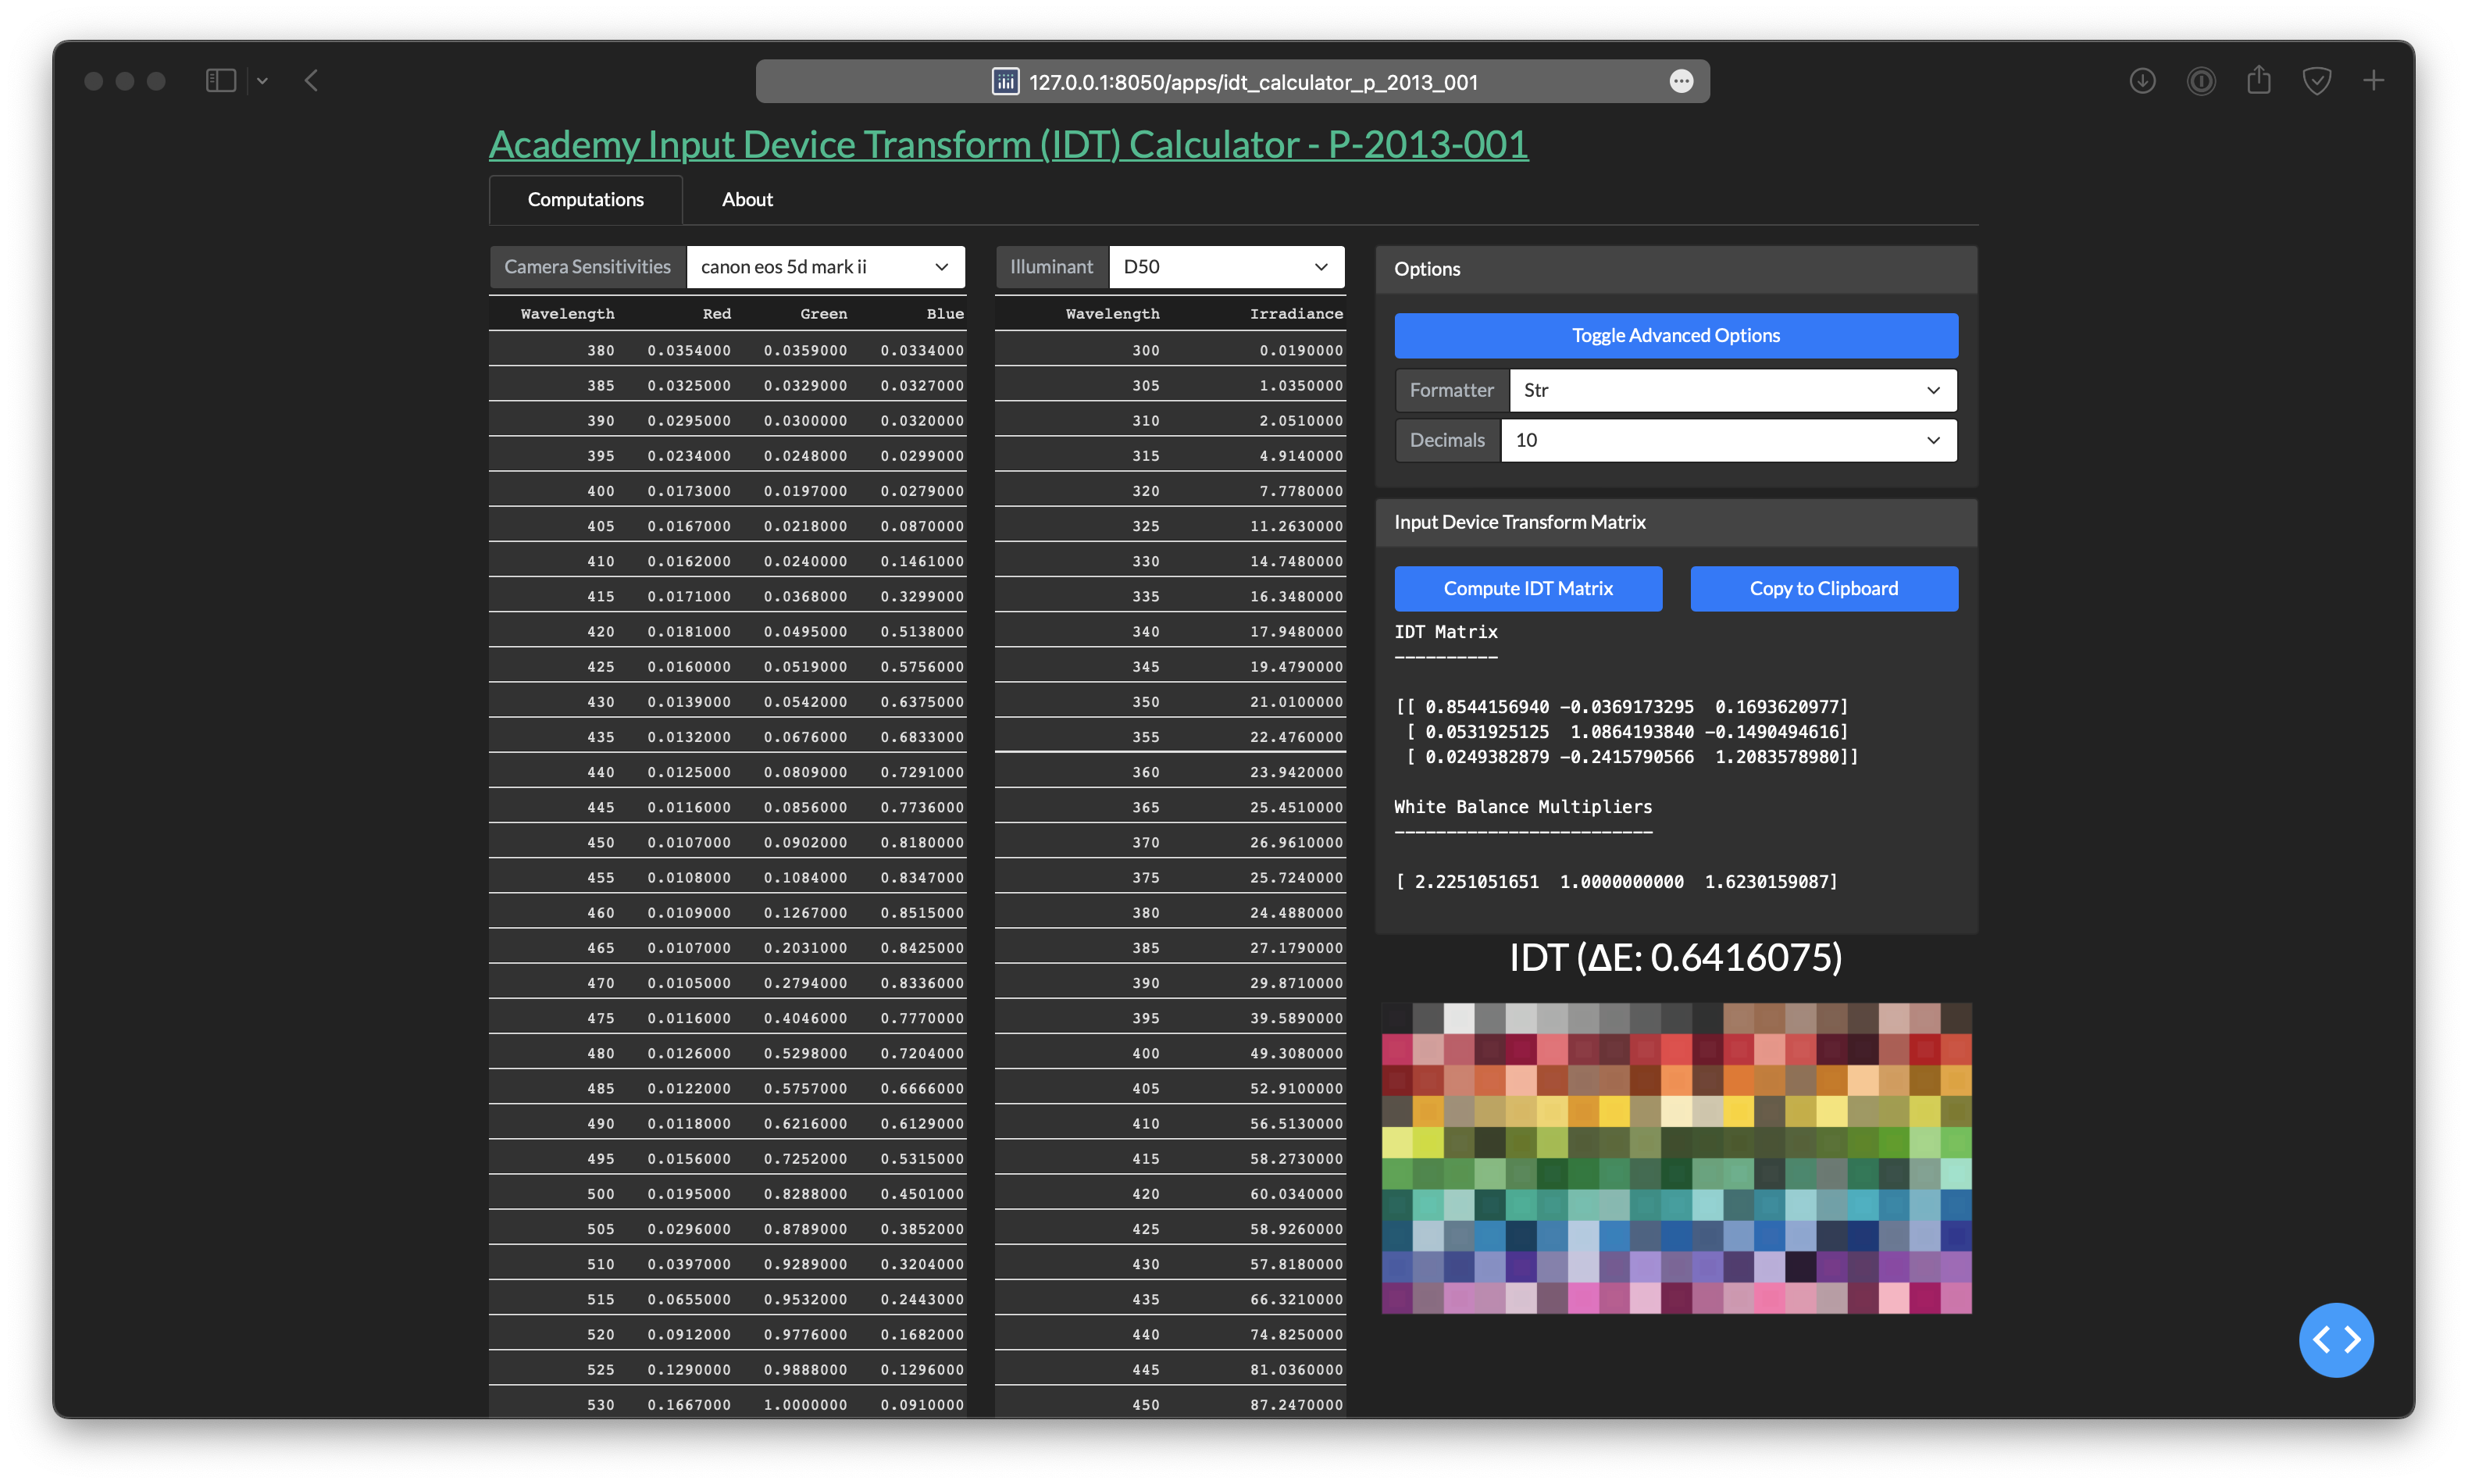 127.0.0.1:8050/apps/idt_calculator_p_2013_001
Academy Input Device Transform (IDT) Calculator - P-2013-001
Computations About
Camera Sensitivities canon eos 5d mark ii
Wavelength Red Green Blue
380 0.0354000 0.0359000 0.0334000
385 0.0325000 0.0329000 0.0327000
390 0.0295000 0.0300000 0.0320000
395 0.0234000 0.0248000 0.0299000
400 0.0173000 0.0197000 0.0279000
405 0.0167000 0.0218000 0.0870000
410 0.0162000 0.0240000 0.1461000
415 0.0171000 0.0368000 0.3299000
420 0.0181000 0.0495000 0.5138000
425 0.0160000 0.0519000 0.5756000
430 0.0139000 0.0542000 0.6375000
435 0.0132000 0.0676000 0.6833000
440 0.0125000 0.0809000 0.7291000
445 0.0116000 0.0856000 0.7736000
450 0.0107000 0.0902000 0.8180000
455 0.0108000 0.1084000 0.8347000
460 0.0109000 0.1267000 0.8515000
465 0.0107000 0.2031000 0.8425000
470 0.0105000 0.2794000 0.8336000
475 0.0116000 0.4046000 0.7770000
480 0.0126000 0.5298000 0.7204000
485 0.0122000 0.5757000 0.6666000
490 0.0118000 0.6216000 0.6129000
495 0.0156000 0.7252000 0.5315000
500 0.0195000 0.8288000 0.4501000
505 0.0296000 0.8789000 0.3852000
510 0.0397000 0.9289000 0.3204000
515 0.0655000 0.9532000 0.2443000
520 0.0912000 0.9776000 0.1682000
525 0.1290000 0.9888000 0.1296000
530 0.1667000 1.0000000 0.0910000
Illuminant D50
Wavelength Irradiance
300 0.0190000
305 1.0350000
310 2.0510000
315 4.9140000
320 7.7780000
325 11.2630000
330 14.7480000
335 16.3480000
340 17.9480000
345 19.4790000
350 21.0100000
355 22.4760000
360 23.9420000
365 25.4510000
370 26.9610000
375 25.7240000
380 24.4880000
385 27.1790000
390 29.8710000
395 39.5890000
400 49.3080000
405 52.9100000
410 56.5130000
415 58.2730000
420 60.0340000
425 58.9260000
430 57.8180000
435 66.3210000
440 74.8250000
445 81.0360000
450 87.2470000
Options
Toggle Advanced Options
Formatter Str
Decimals 10
Input Device Transform Matrix
Compute IDT Matrix Copy to Clipboard
IDT Matrix
----------
[[ 0.8544156940 -0.0369173295 0.1693620977]
[ 0.0531925125 1.0864193840 -0.1490494616]
[ 0.0249382879 -0.2415790566 1.2083578980]]
White Balance Multipliers
-------------------------
[ 2.2251051651 1.0000000000 1.6230159087]
IDT (ΔE: 0.6416075)